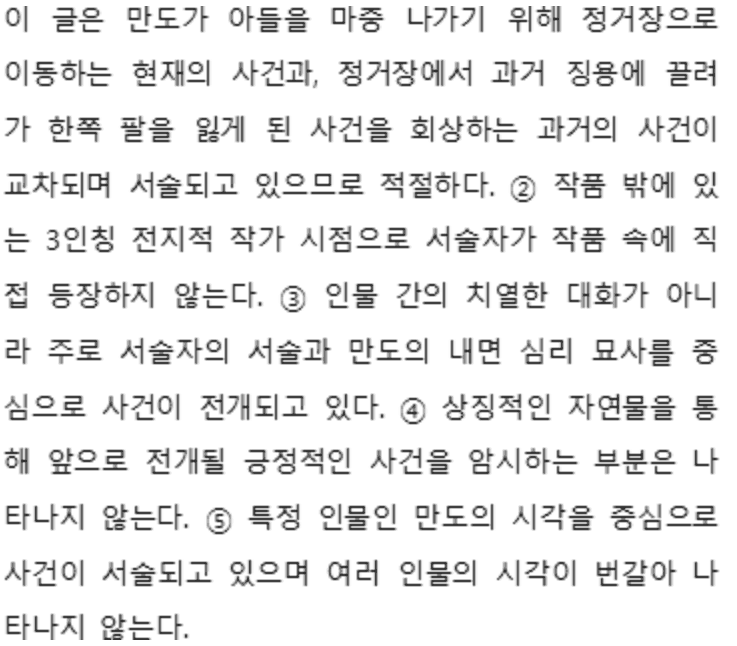 이 글은 만도가 아들을 마중 나가기 위해 정거장으로
이동하는 현재의 사건과, 정거장에서 과거 징용에 끌려
가 한쪽 팔을 잃게 된 사건을 회상하는 과거의 사건이
교차되며 서술되고 있으므로 적절하다. ② 작품 밖에 있
는 3인칭 전지적 작가 시점으로 서술자가 작품 속에 직
접 등장하지 않는다. ③ 인물 간의 치열한 대화가 아니
라 주로 서술자의 서술과 만도의 내면 심리 묘사를 중
심으로 사건이 전개되고 있다. ④ 상징적인 자연물을 통
해 앞으로 전개될 긍정적인 사건을 암시하는 부분은 나
타나지 않는다. ⑤ 특정 인물인 만도의 시각을 중심으로
사건이 서술되고 있으며 여러 인물의 시각이 번갈아 나
타나지 않는다.